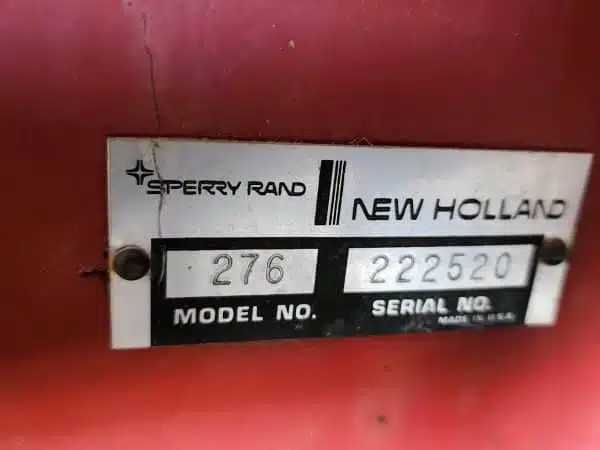 SPERRY RAND NEW HOLLAND
276 222520
MODEL NO. SERIAL NO.
MADE IN U.S.A.